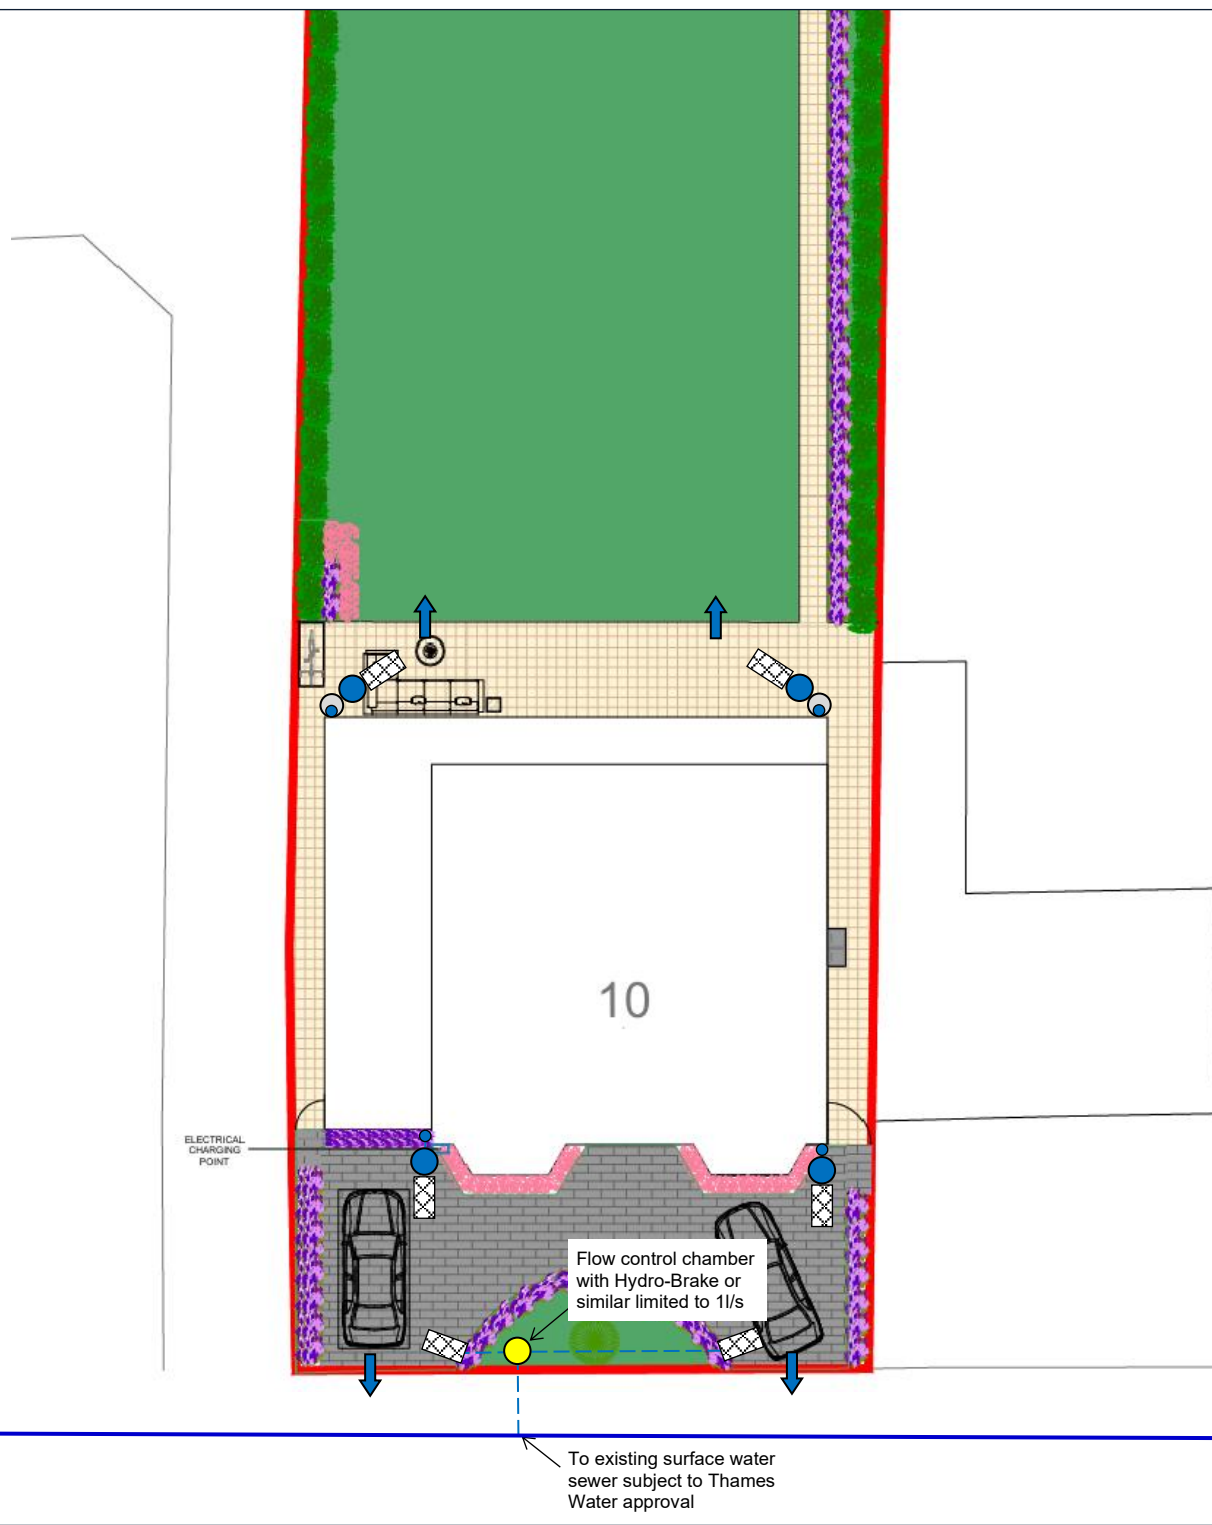 10
ELECTRICAL
CHARGING
POINT
Flow control chamber
with Hydro-Brake or
similar limited to 1l/s
To existing surface water
sewer subject to Thames
Water approval